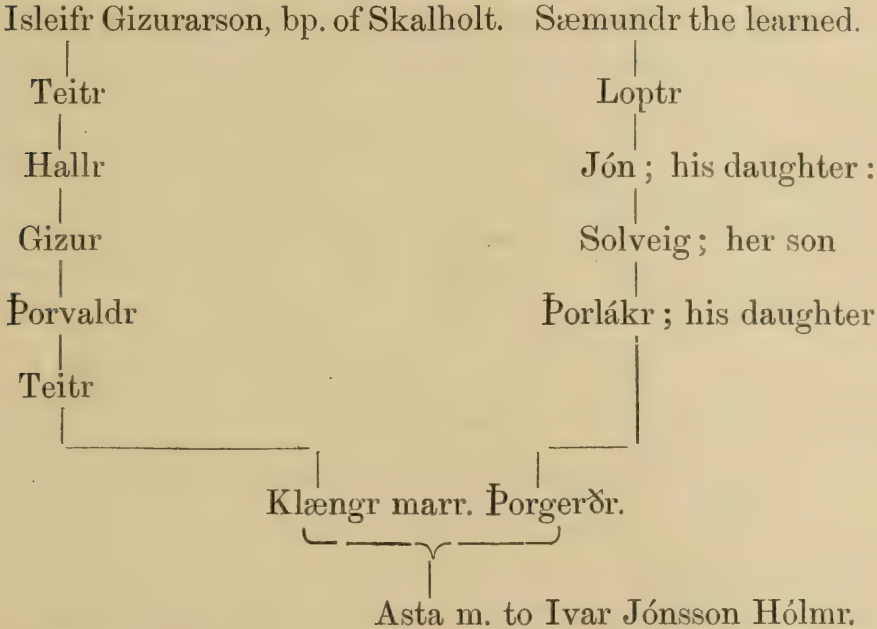 Isleifr Gizurarson, bp. of Skalholt. Sæmundr the learned.
Teitr Loptr
Hallr Jón ; his daughter :
Gizur Solveig ; her son
Þorvaldr Þorlákr ; his daughter
Teitr
Klængr marr. Þorgerðr.
Asta m. to Ivar Jónsson Hólmr.